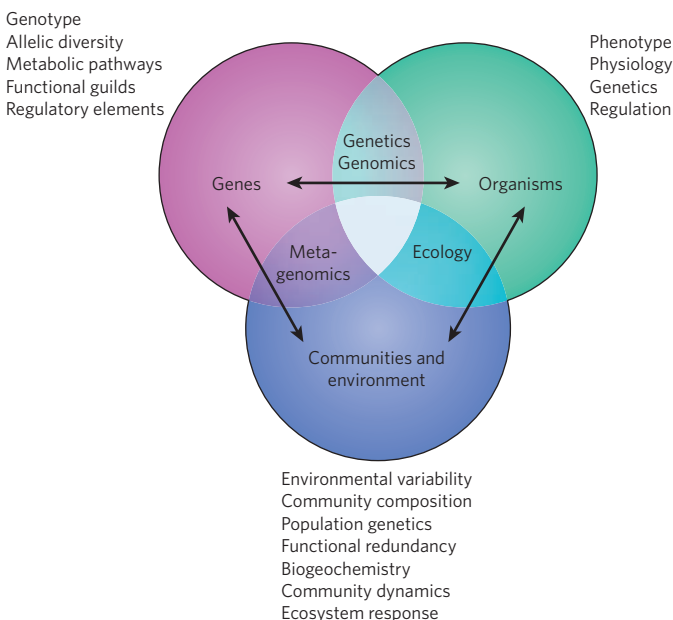 Genotype
Allelic diversity
Metabolic pathways
Functional guilds
Regulatory elements
Phenotype
Physiology
Genetics
Regulation
Genetics
Genomics
Genes
Organisms
Meta-
genomics
Ecology
Communities and
environment
Environmental variability
Community composition
Population genetics
Functional redundancy
Biogeochemistry
Community dynamics
Ecosystem response